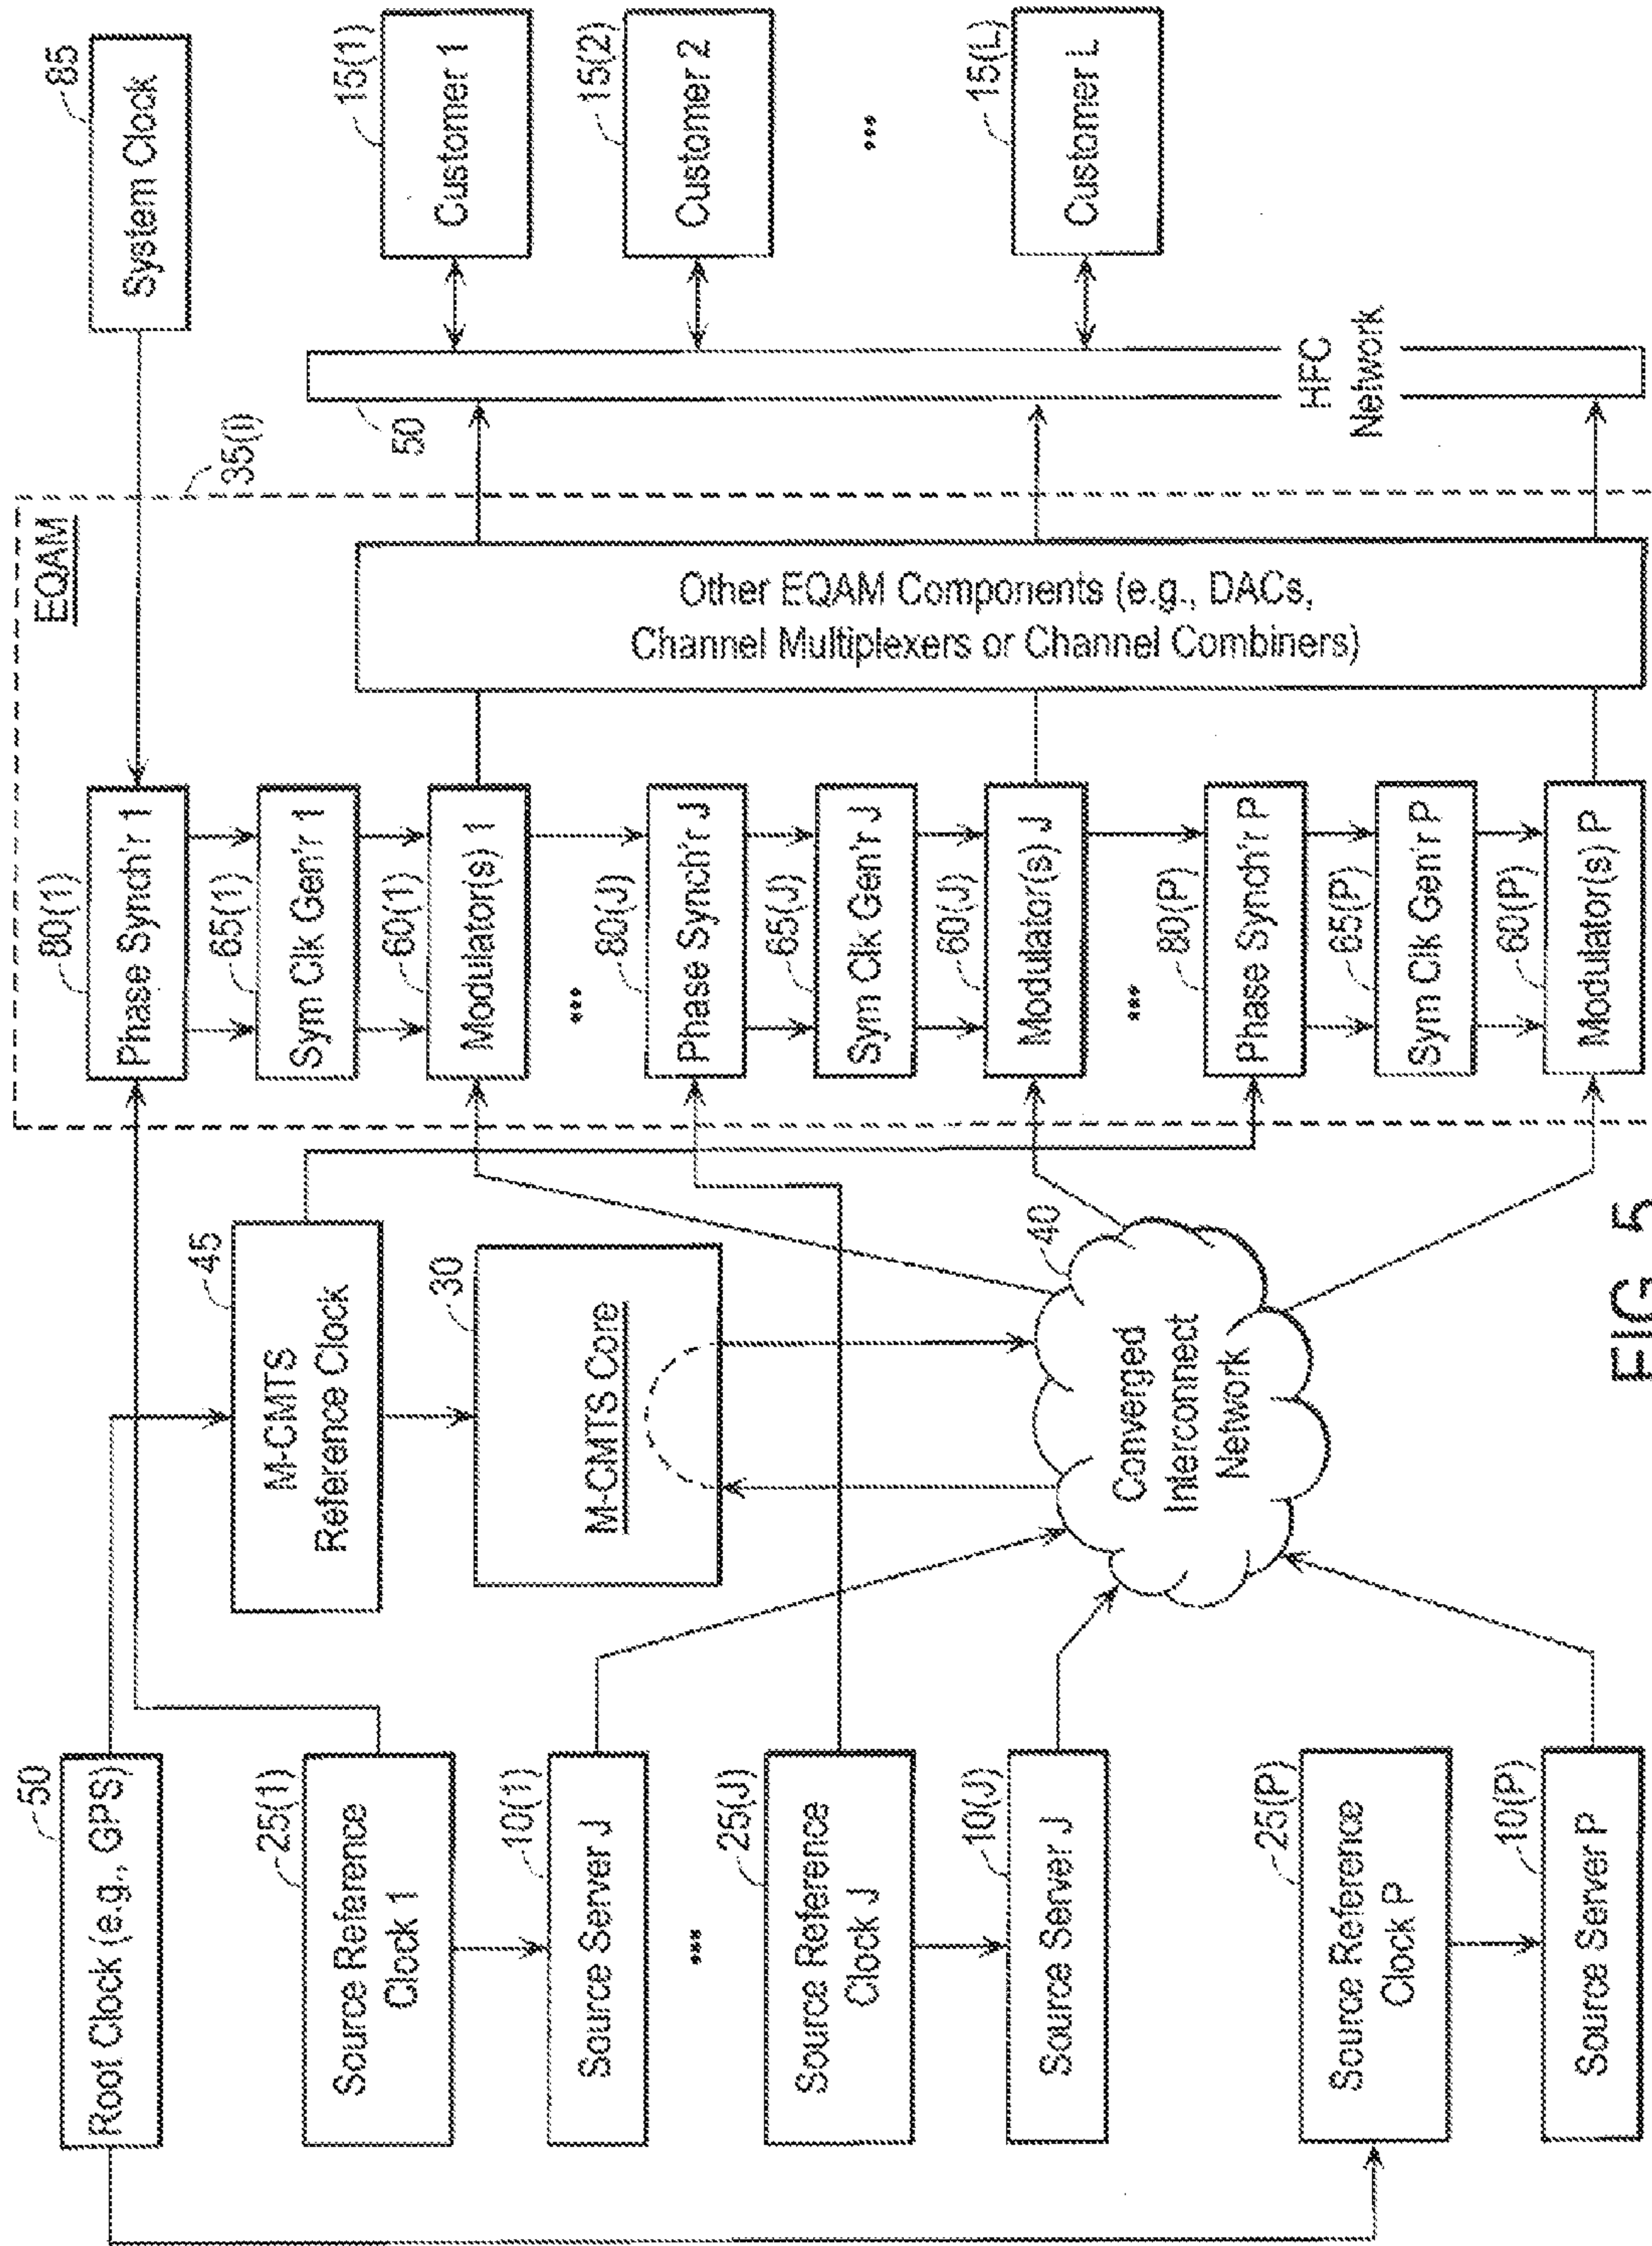 50
Root Clock (e.g., GPS)
25(1)
Source Reference
Clock 1
10(1)
Source Server J
...
25(J)
Source Reference
Clock J
10(J)
Source Server J
25(P)
Source Reference
Clock P
10(P)
Source Server P
45
M-CMTS
Reference Clock
30
M-CMTS Core
40
Converged
Interconnect
Network
EQAM
35(I)
80(1)
Phase Synch'r 1
65(1)
Sym Clk Gen'r 1
60(1)
Modulator(s) 1
...
80(J)
Phase Synch'r J
65(J)
Sym Clk Gen'r J
60(J)
Modulator(s) J
...
80(P)
Phase Synch'r P
65(P)
Sym Clk Gen'r P
60(P)
Modulator(s) P
Other EQAM Components (e.g., DACs,
Channel Multiplexers or Channel Combiners)
85
System Clock
50
HFC
Network
15(1)
Customer 1
15(2)
Customer 2
...
15(L)
Customer L
FIG. 5